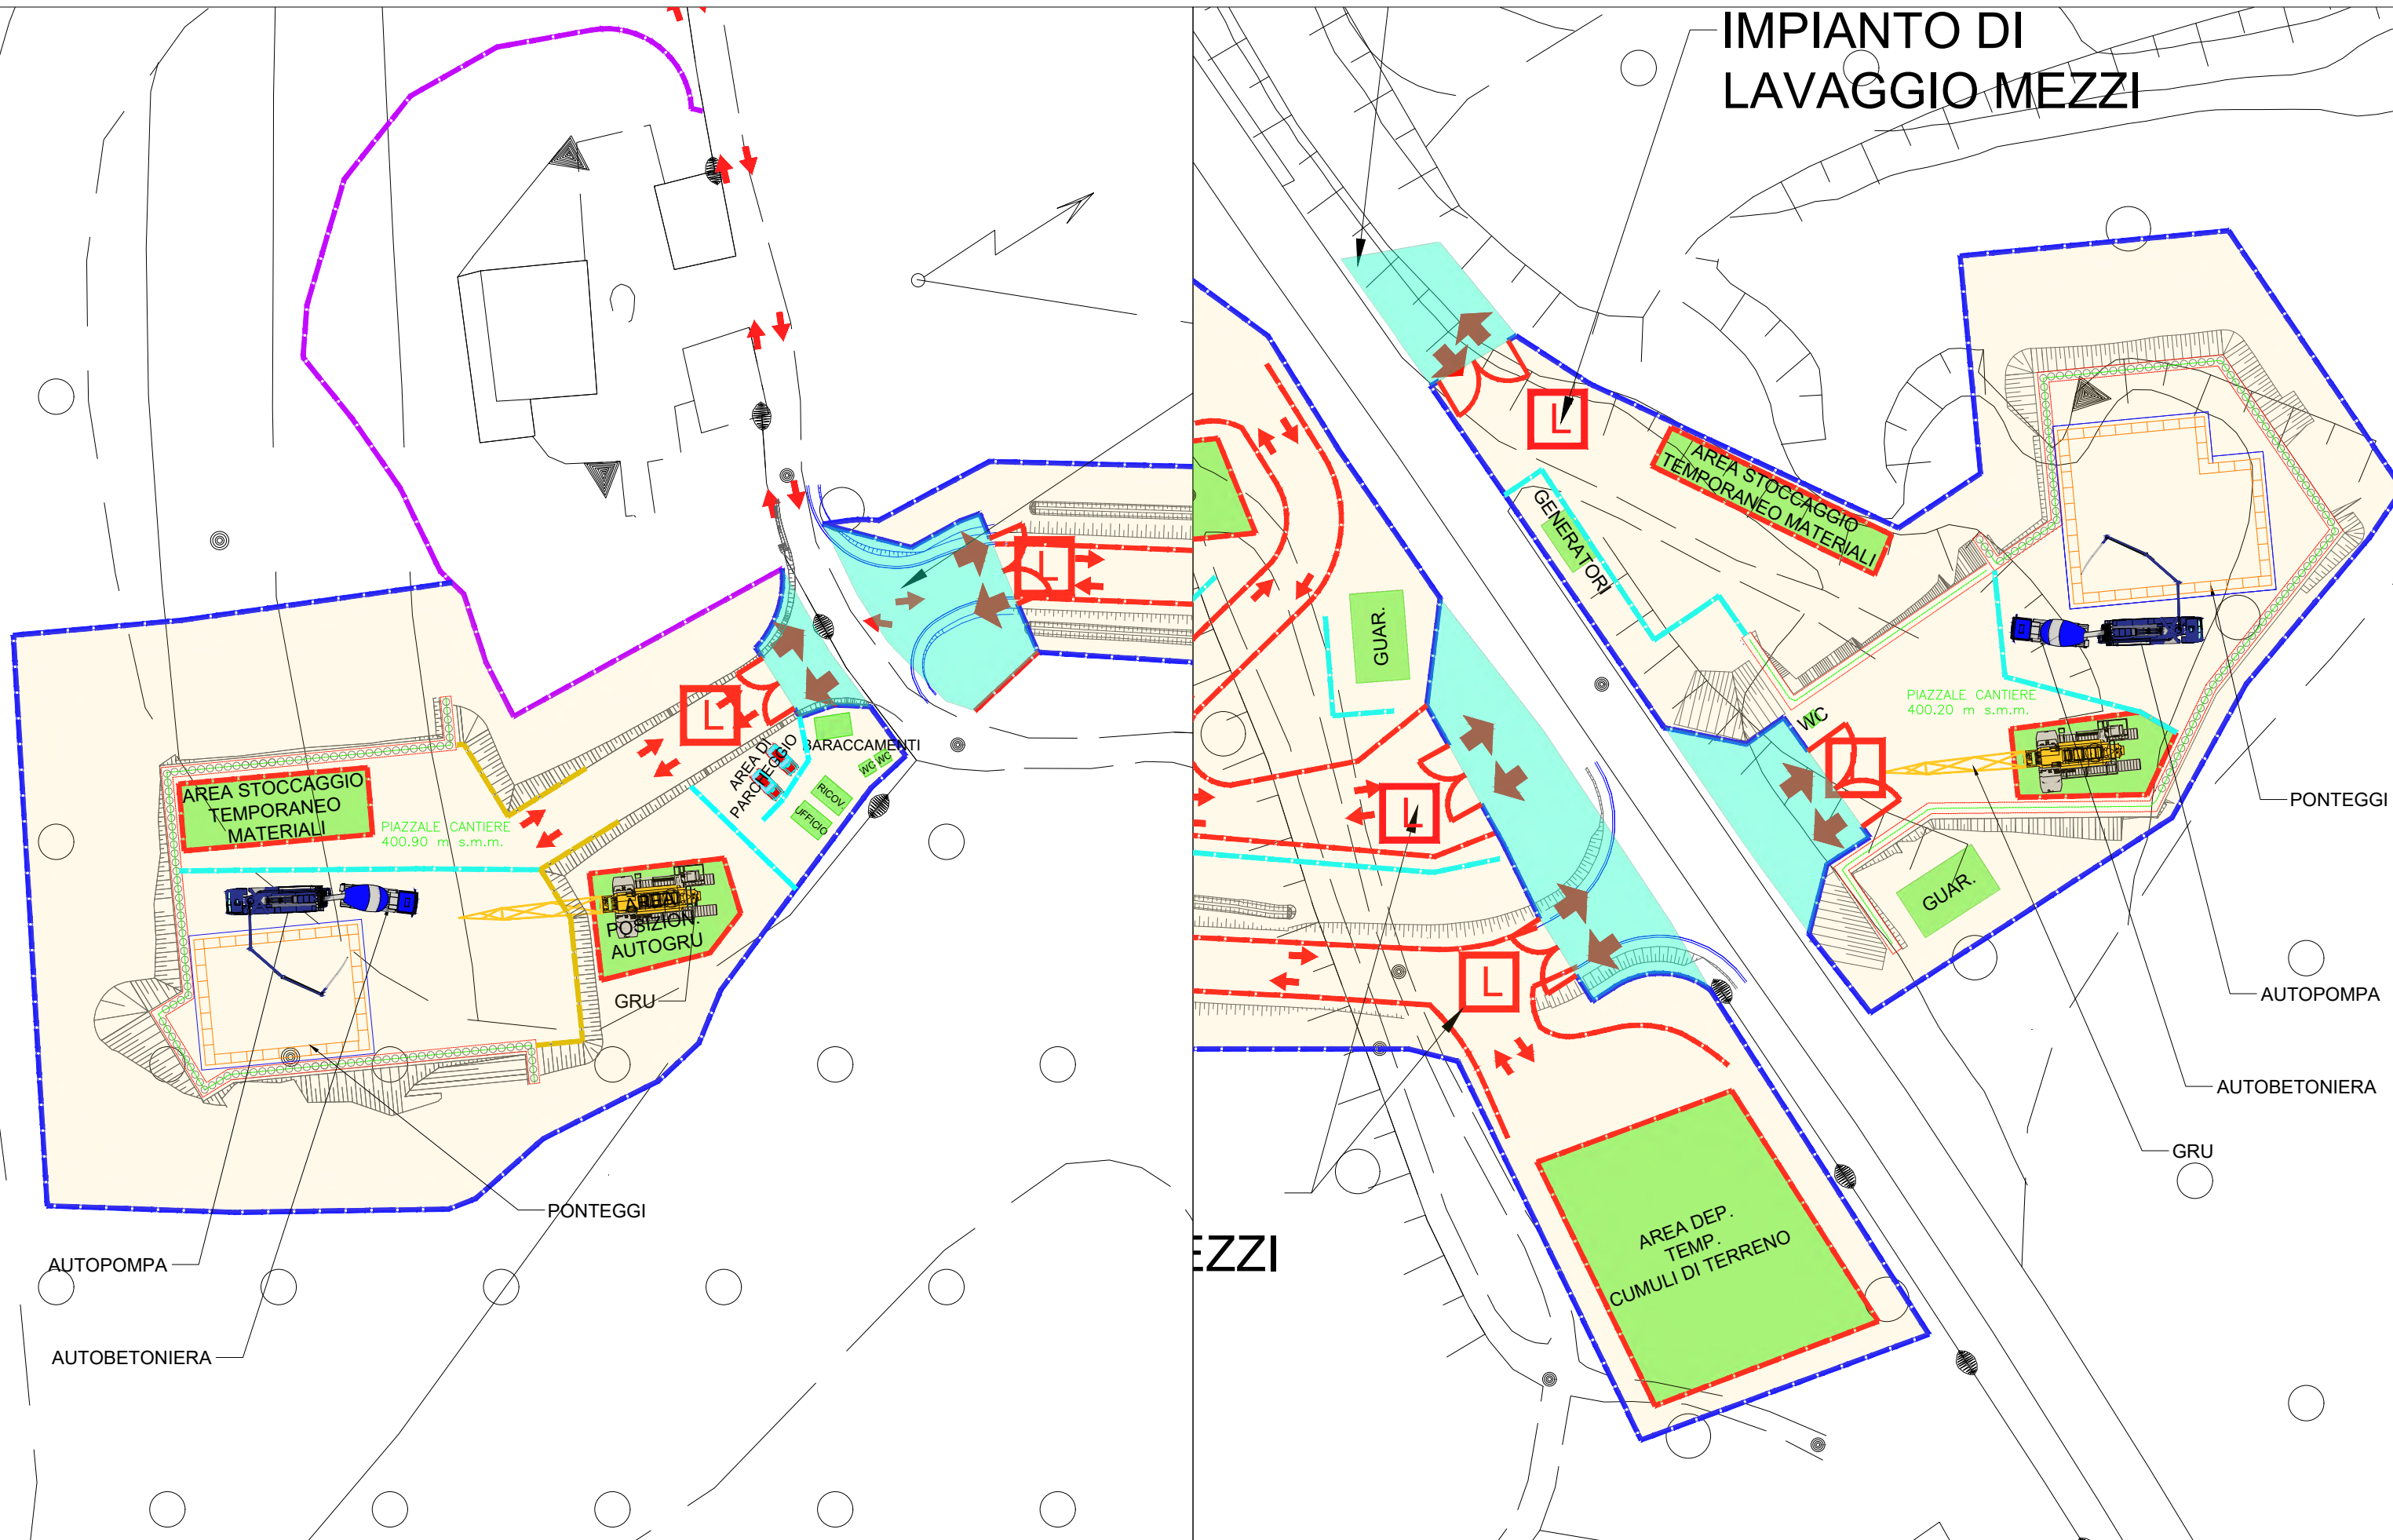 L
AREA STOCCAGGIO
TEMPORANEO
MATERIALI
PIAZZALE CANTIERE
400.90 m s.m.m.
L
AREA DI
PARCHEGGIO
BARACCAMENTI
WC
WC
RICOV.
UFFICIO
POSIZION.
AUTOGRU
GRU
PONTEGGI
AUTOPOMPA
AUTOBETONIERA
IMPIANTO DI
LAVAGGIO MEZZI
L
AREA STOCCAGGIO
TEMPORANEO MATERIALI
GENERATORI
GUAR.
WC
PIAZZALE CANTIERE
400.20 m s.m.m.
L
L
GUAR.
PONTEGGI
AUTOPOMPA
AUTOBETONIERA
GRU
EZZI
AREA DEP.
TEMP.
CUMULI DI TERRENO